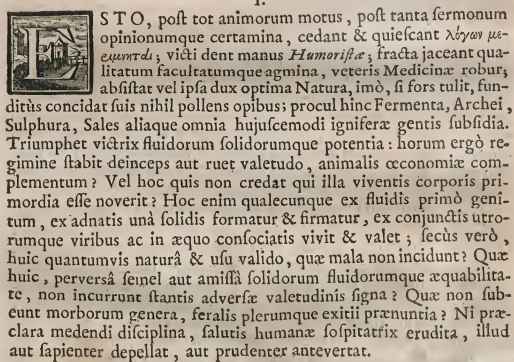 I.
ESTO, poſt tot animorum motus, poſt tanta ſermonum
opinionumque certamina, cedant & quieſcant λόγων με-
victi dent manus Humoriſtæ; fracta jaceant qua-
litatum facultatumque agmina, veteris Medicinæ robur;
abſiſtat vel ipſa dux optima Natura, imò, ſi fors tulit, fun-
ditùs concidat ſuis nihil pollens opibus; procul hinc Fermenta, Archei,
Sulphura, Sales aliaque omnia hujuſcemodi igniferæ gentis ſubſidia.
Triumphet victrix fluidorum ſolidorumque potentia: horum ergò re-
gimine ſtabit deinceps aut ruet valetudo, animalis œconomiæ com-
plementum? Vel hoc quis non credat qui illa viventis corporis pri-
mordia eſſe noverit? Hoc enim qualecunque ex fluidis primò geni-
tum, ex adnatis unà ſolidis formatur & firmatur, ex conjunctis utro-
rumque viribus ac in æquo conſociatis vivit & valet; ſecùs verò,
huic quantumvis naturâ & uſu valido, quæ mala non incidunt? Quæ
huic, perversâ ſemel aut amiſſâ ſolidorum fluidorumque æquabilita-
te, non incurrunt ſtantis adverſæ valetudinis ſigna? Quæ non ſub-
eunt morborum genera, feralis plerumque exitii prænuntia? Ni præ-
clara medendi diſciplina, ſalutis humanæ ſoſpitatrix erudita, illud
aut ſapienter depellat, aut prudenter antevertat.